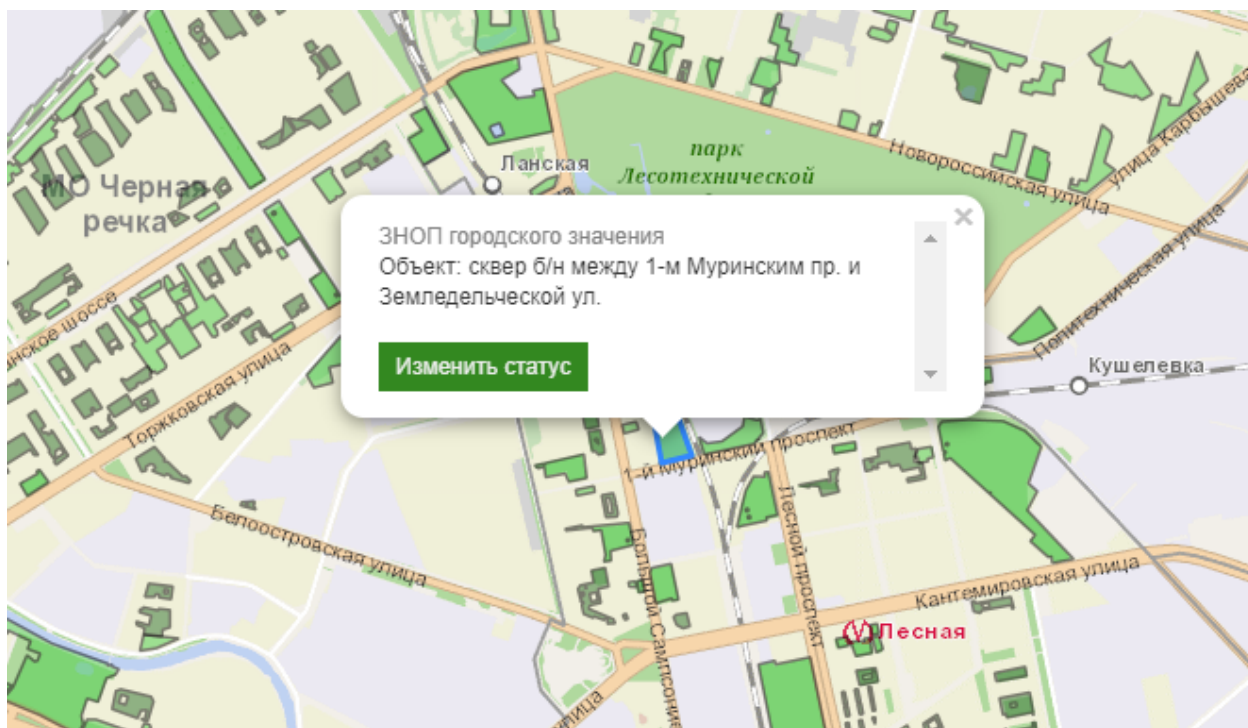 Ланская
парк
Лесотехнической
Новороссийская улица
улица Карбышева
МО Черная
речка
ЗНОП городского значения
Объект: сквер б/н между 1-м Муринским пр. и
Земледельческой ул.
Изменить статус
Политехническая улица
Кушелевка
шоссе
Торжковская улица
1-й Муринский проспект
Лесной проспект
Белоостровская улица
Большой
Кантемировская улица
Лесная
улица